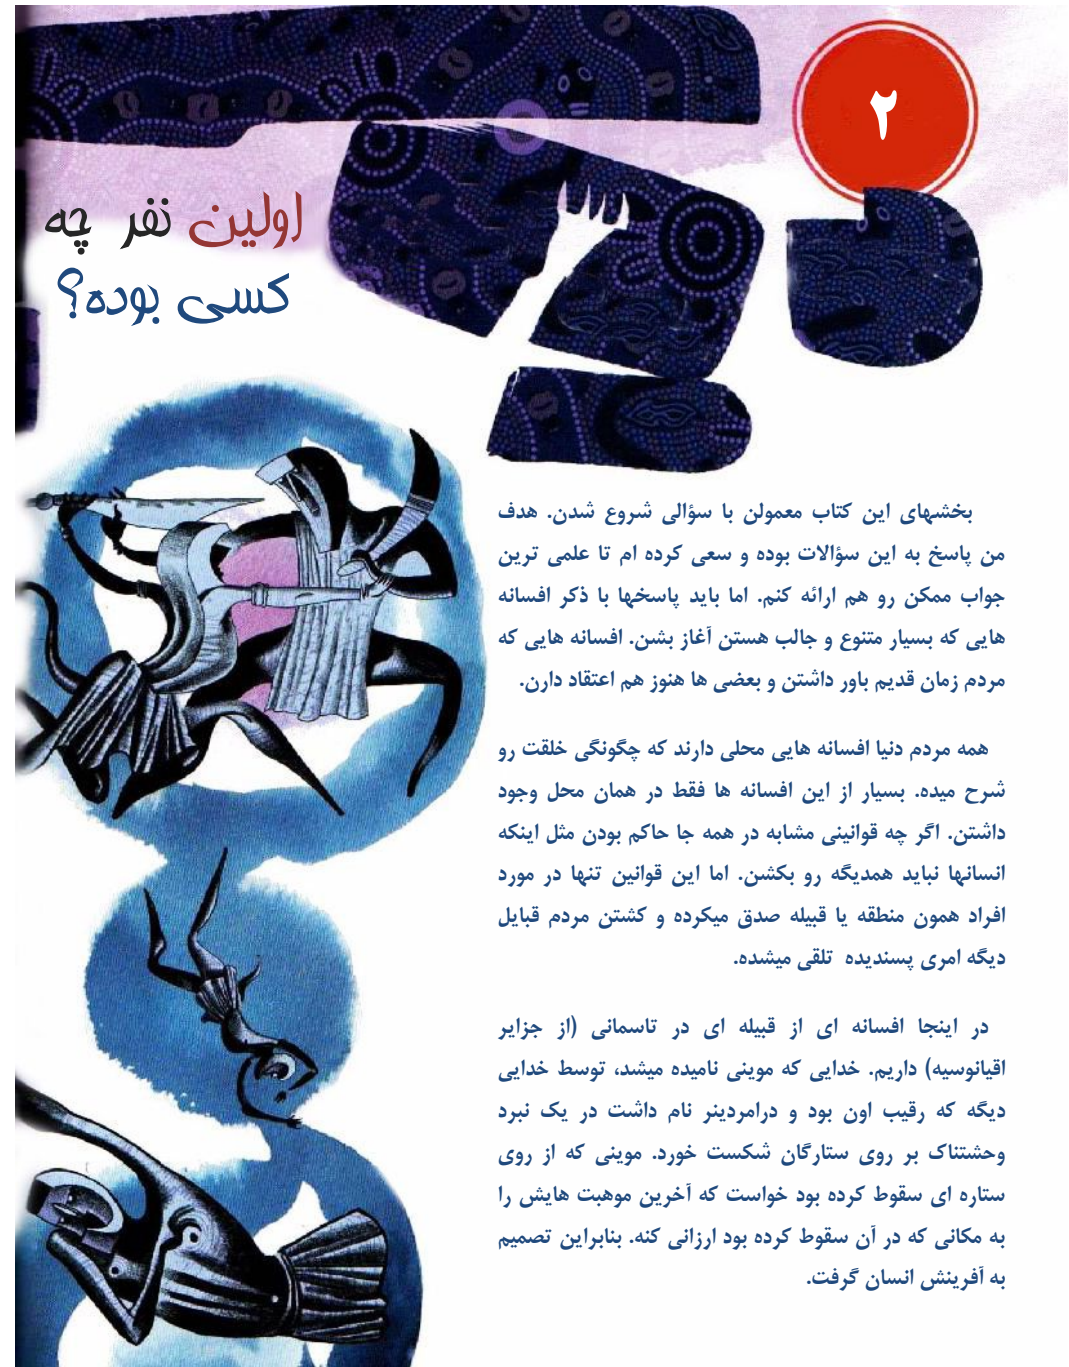 ۲
اولین نفر چه
کسی بوده؟
بخشهای این کتاب معمولن با سؤالی شروع شدن. هدف
من پاسخ به این سؤالات بوده و سعی کرده ام تا علمی ترین
جواب ممکن رو هم ارائه کنم. اما باید پاسخها با ذکر افسانه
هایی که بسیار متنوع و جالب هستن آغاز بشن. افسانه هایی که
مردم زمان قدیم باور داشتن و بعضی ها هنوز هم اعتقاد دارن.
همه مردم دنیا افسانه هایی محلی دارند که چگونگی خلقت رو
شرح میده. بسیار از این افسانه ها فقط در همان محل وجود
داشتن. اگر چه قوانینی مشابه در همه جا حاکم بودن مثل اینکه
انسانها نباید همدیگه رو بکشن. اما این قوانین تنها در مورد
افراد همون منطقه یا قبیله صدق میکرده و کشتن مردم قبایل
دیگه امری پسندیده تلقی میشده.
در اینجا افسانه ای از قبیله ای در تاسمانی (از جزایر
اقیانوسیه) داریم. خدایی که موینی نامیده میشد، توسط خدایی
دیگه که رقیب اون بود و درامردینر نام داشت در یک نبرد
وحشتناک بر روی ستارگان شکست خورد. موینی که از روی
ستاره ای سقوط کرده بود خواست که آخرین موهبت هایش را
به مکانی که در آن سقوط کرده بود ارزانی کنه. بنابراین تصمیم
به آفرینش انسان گرفت.